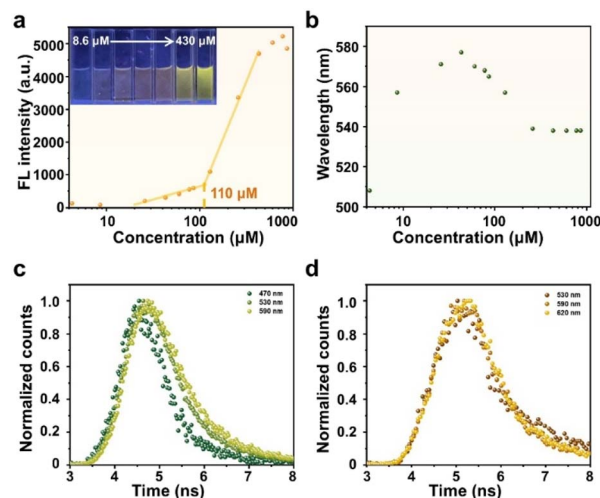 a
8.6 μM
430 μM
5000
4000
3000
2000
1000
0
FL intensity (a.u.)
110 μM
10
100
1000
Concentration (μM)
b
580
560
540
520
500
Wavelength (nm)
10
100
1000
Concentration (μM)
c
470 nm
530 nm
590 nm
1.0
0.8
0.6
0.4
0.2
0
Normalized counts
3 4 5 6 7 8
Time (ns)
d
530 nm
590 nm
620 nm
1.0
0.8
0.6
0.4
0.2
0
Normalized counts
3 4 5 6 7 8
Time (ns)